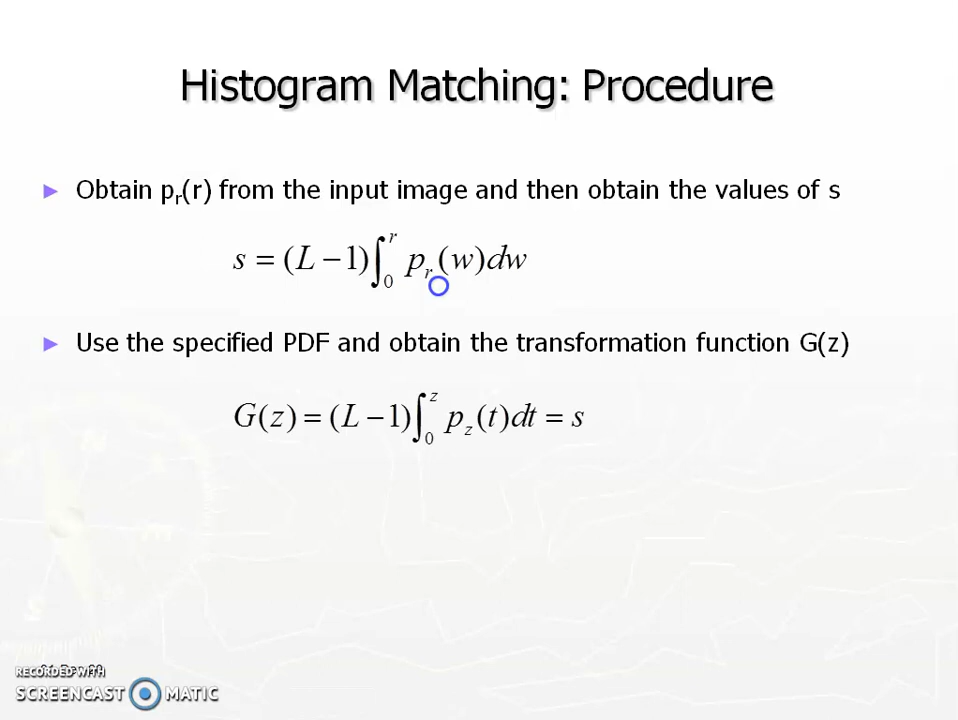 Histogram Matching: Procedure
► Obtain pᵣ(r) from the input image and then obtain the values of s
s = (L − 1)∫₀ʳ pᵣ(w)dw
► Use the specified PDF and obtain the transformation function G(z)
G(z) = (L − 1)∫₀ᶻ p_z(t)dt = s
RECORDED WITH
SCREENCAST MATIC